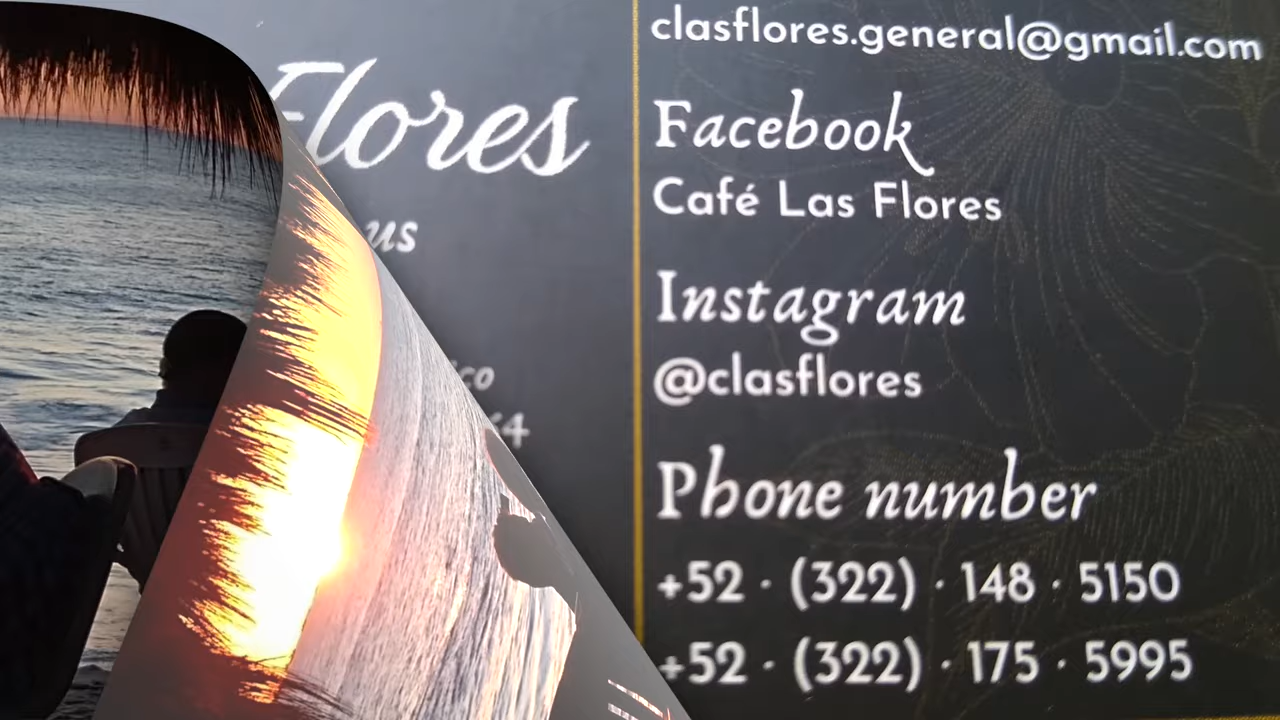 Flores
us
clasflores.general@gmail.com
Facebook
Café Las Flores
Instagram
@clasflores
Phone number
+52 · (322) · 148 · 5150
+52 · (322) · 175 · 5995